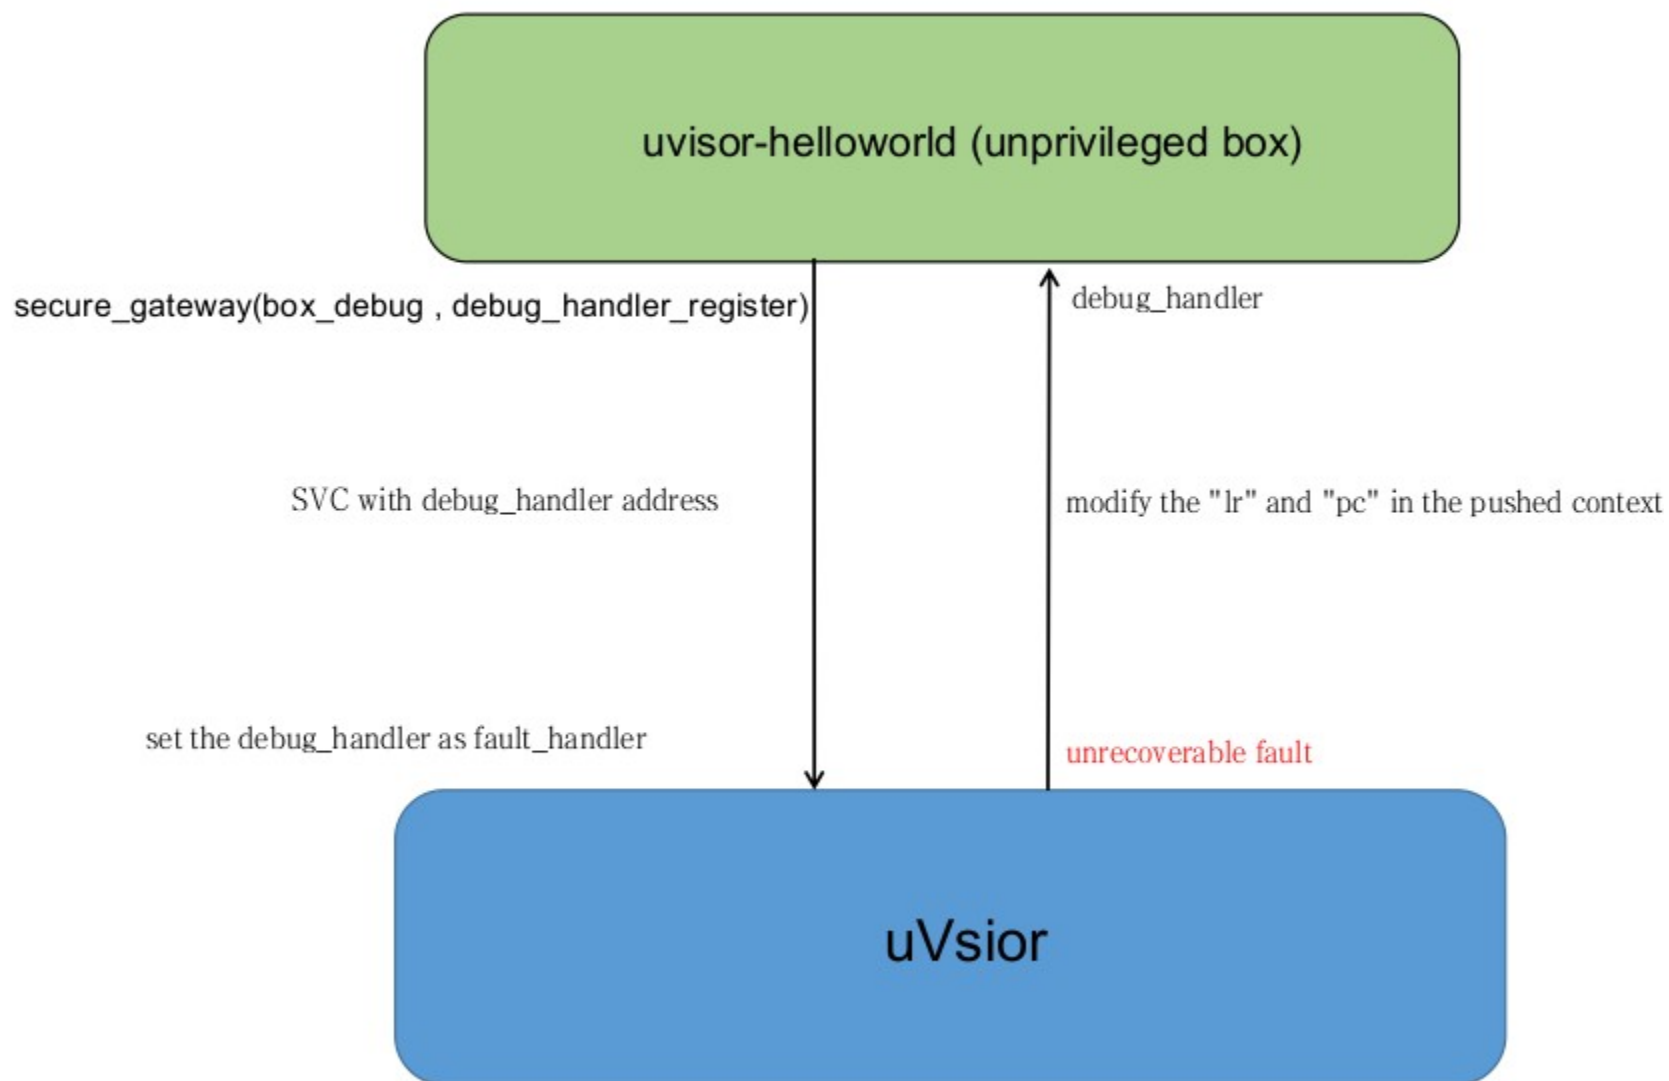 uvisor-helloworld (unprivileged box)
secure_gateway(box_debug , debug_handler_register)
debug_handler
SVC with debug_handler address
modify the "lr" and "pc" in the pushed context
set the debug_handler as fault_handler
unrecoverable fault
uVsior